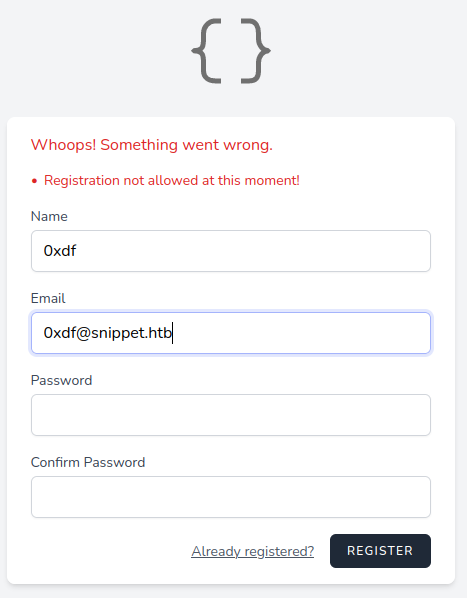 { }
Whoops! Something went wrong.
• Registration not allowed at this moment!
Name
0xdf
Email
0xdf@snippet.htb
Password
Confirm Password
Already registered? REGISTER